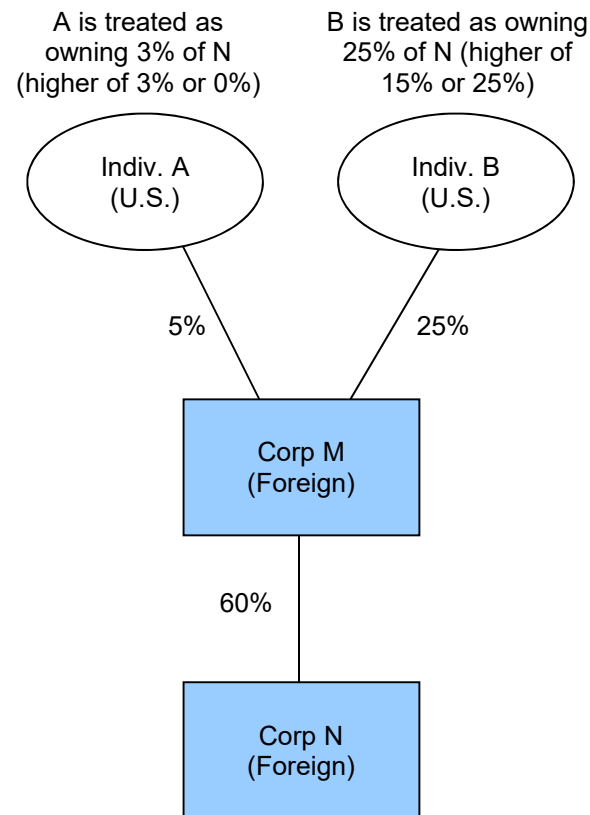 A is treated as
owning 3% of N
(higher of 3% or 0%)
B is treated as owning
25% of N (higher of
15% or 25%)
Indiv. A
(U.S.)
Indiv. B
(U.S.)
5%
25%
Corp M
(Foreign)
60%
Corp N
(Foreign)